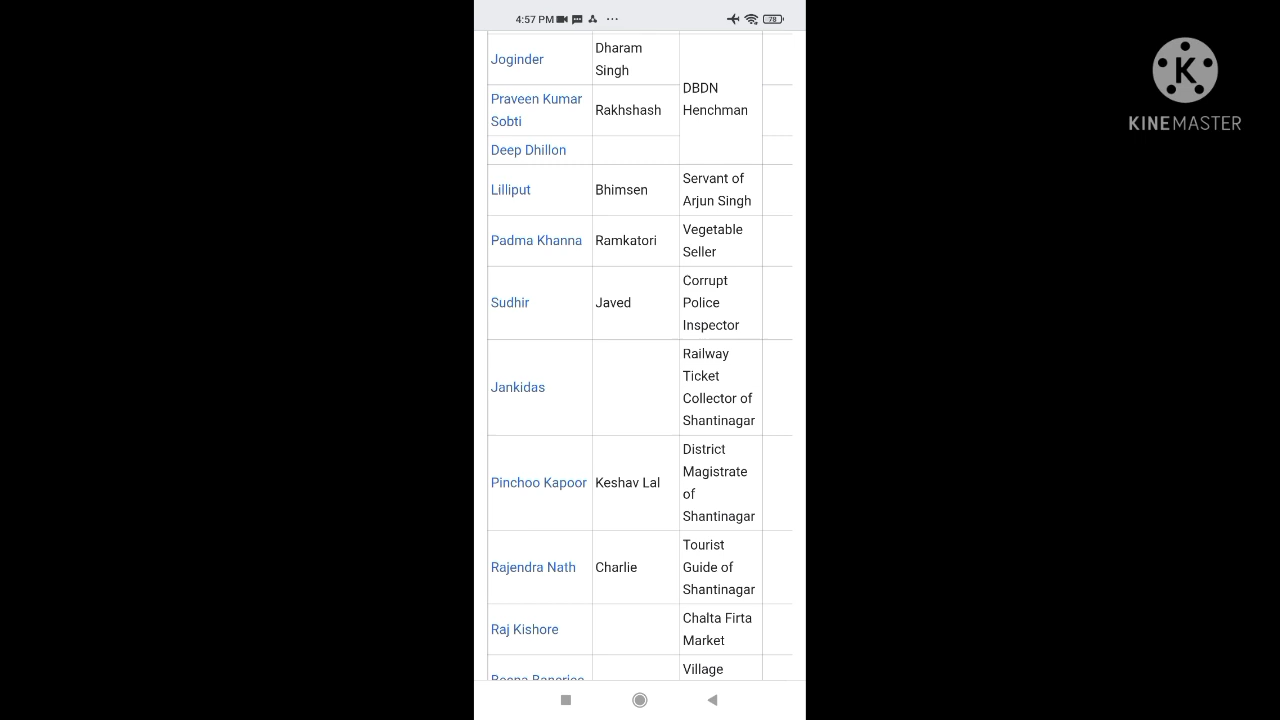 4:57 PM
78
KINEMASTER
K
Joginder
Dharam
Singh
DBDN
Henchman
Praveen Kumar
Sobti
Rakhshash
Deep Dhillon
Lilliput
Bhimsen
Servant of
Arjun Singh
Padma Khanna
Ramkatori
Vegetable
Seller
Sudhir
Javed
Corrupt
Police
Inspector
Jankidas
Railway
Ticket
Collector of
Shantinagar
Pinchoo Kapoor
Keshav Lal
District
Magistrate
of
Shantinagar
Rajendra Nath
Charlie
Tourist
Guide of
Shantinagar
Raj Kishore
Chalta Firta
Market
Village